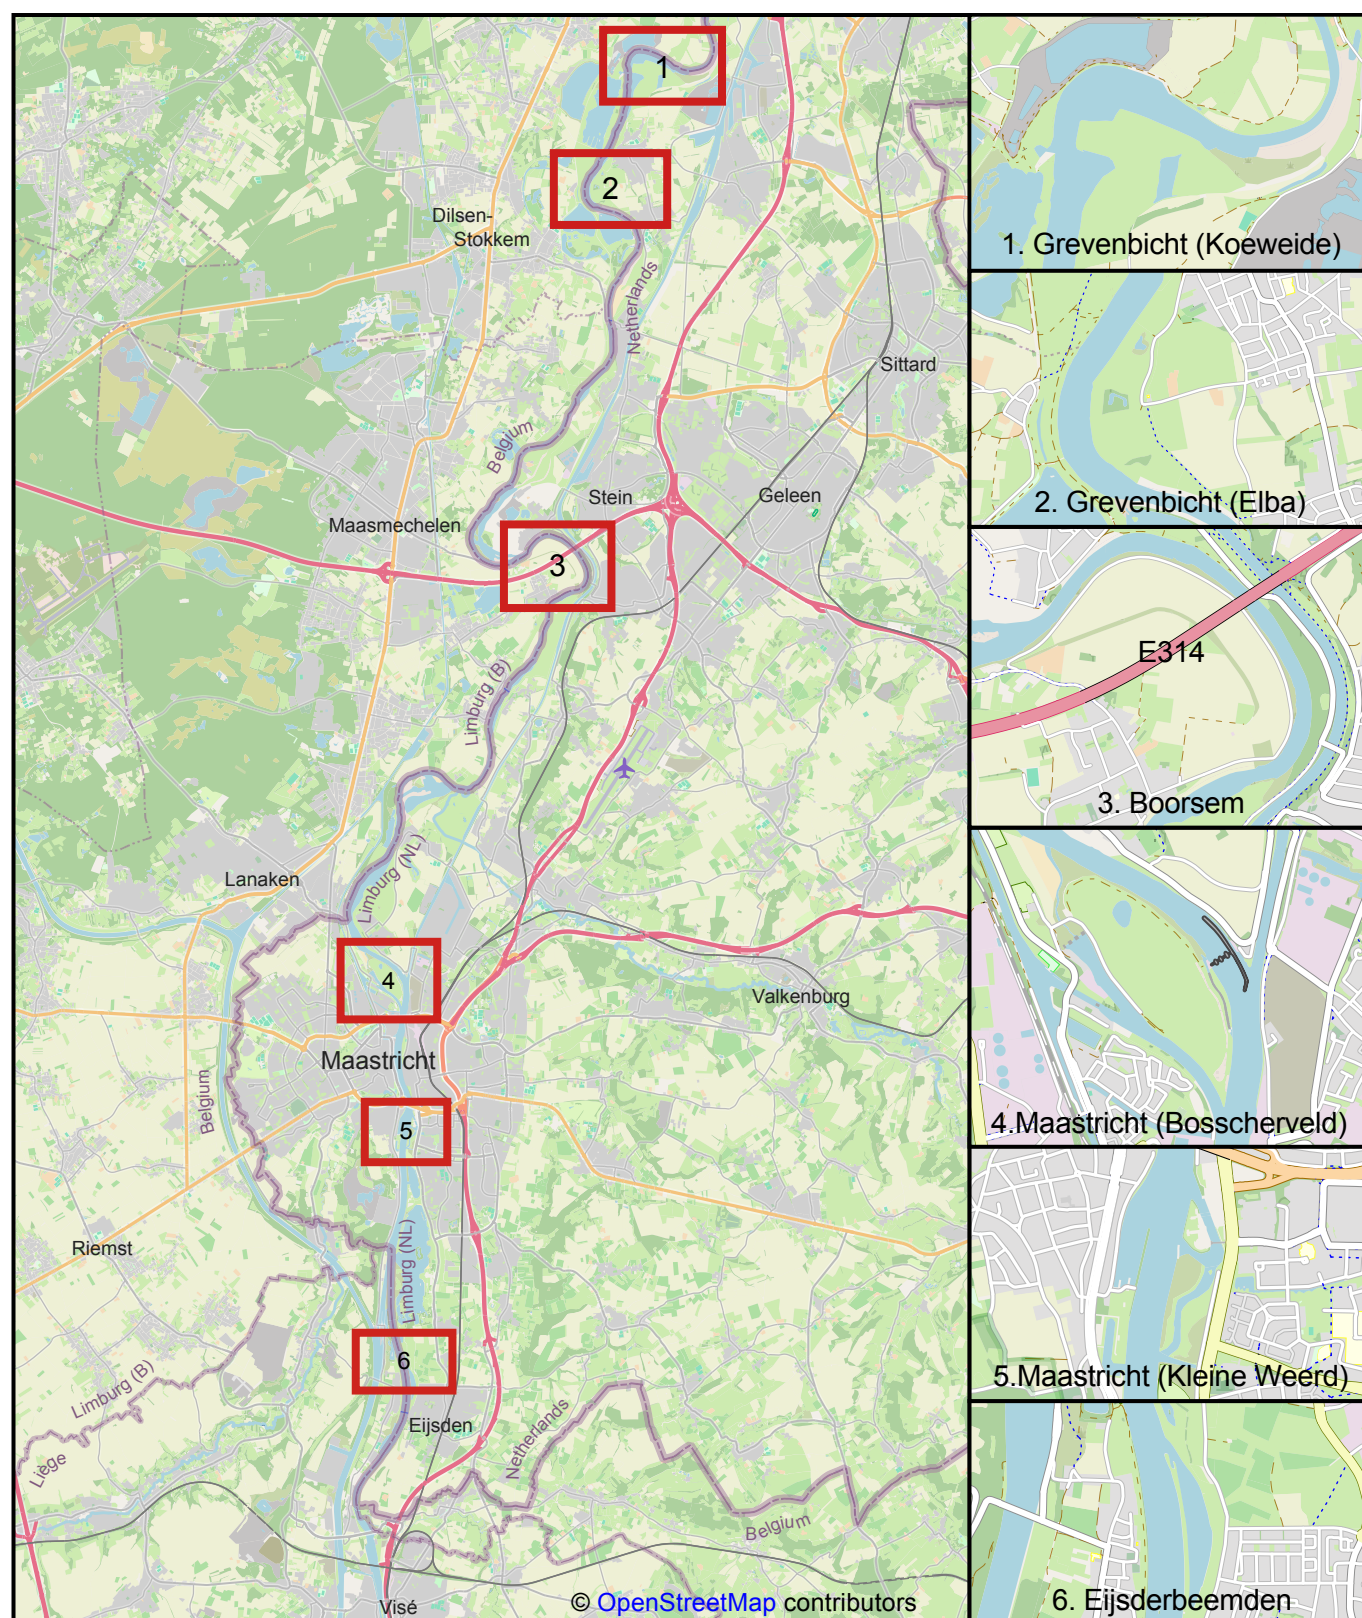 1
2
Dilsen-
Stokkem
Netherlands
Sittard
Belgium
Stein
Geleen
Maasmechelen
3
Limburg (B)
Limburg (NL)
Lanaken
4
Valkenburg
Maastricht
Belgium
5
Riemst
Limburg (NL)
6
Limburg (B)
Eijsden
Liège
Netherlands
Belgium
Visé
© OpenStreetMap contributors
1. Grevenbicht (Koeweide)
2. Grevenbicht (Elba)
E314
3. Boorsem
4.Maastricht (Bosscherveld)
5.Maastricht (Kleine Weerd)
6. Eijsderbeemden